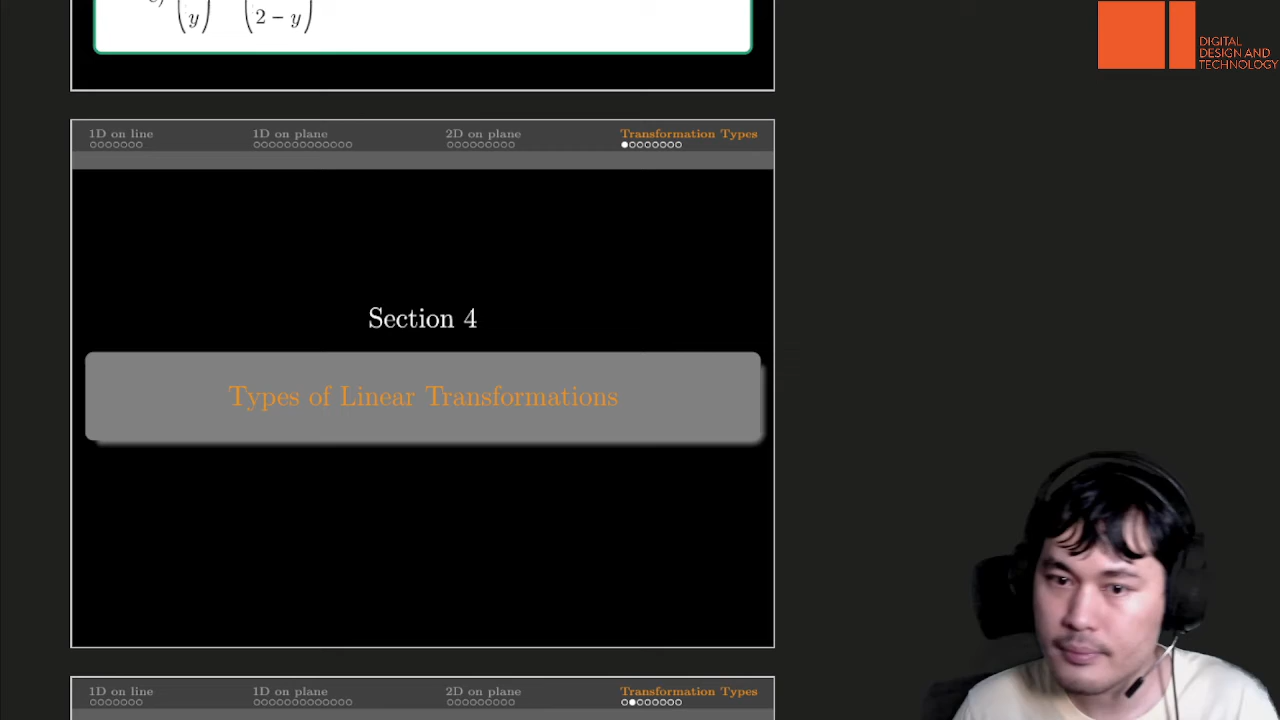 y
2 − y
DIGITAL
DESIGN AND
TECHNOLOGY
1D on line 1D on plane 2D on plane Transformation Types
Section 4
Types of Linear Transformations
1D on line 1D on plane 2D on plane Transformation Types